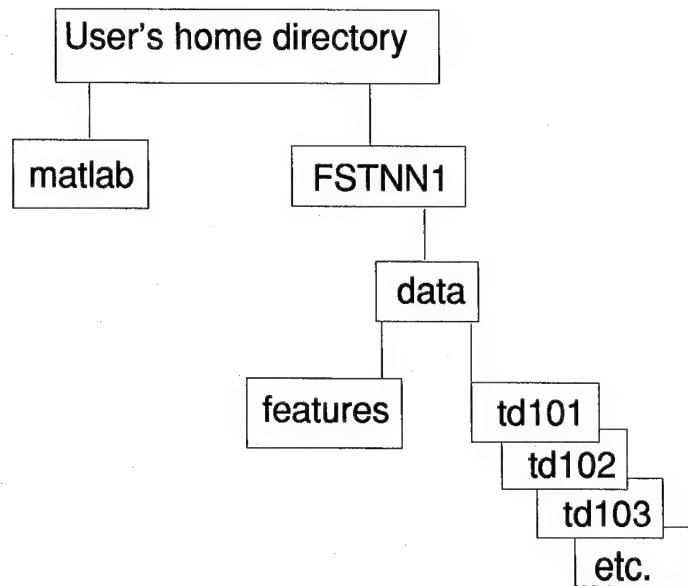 User's home directory
matlab
FSTNN1
data
features
td101
td102
td103
etc.